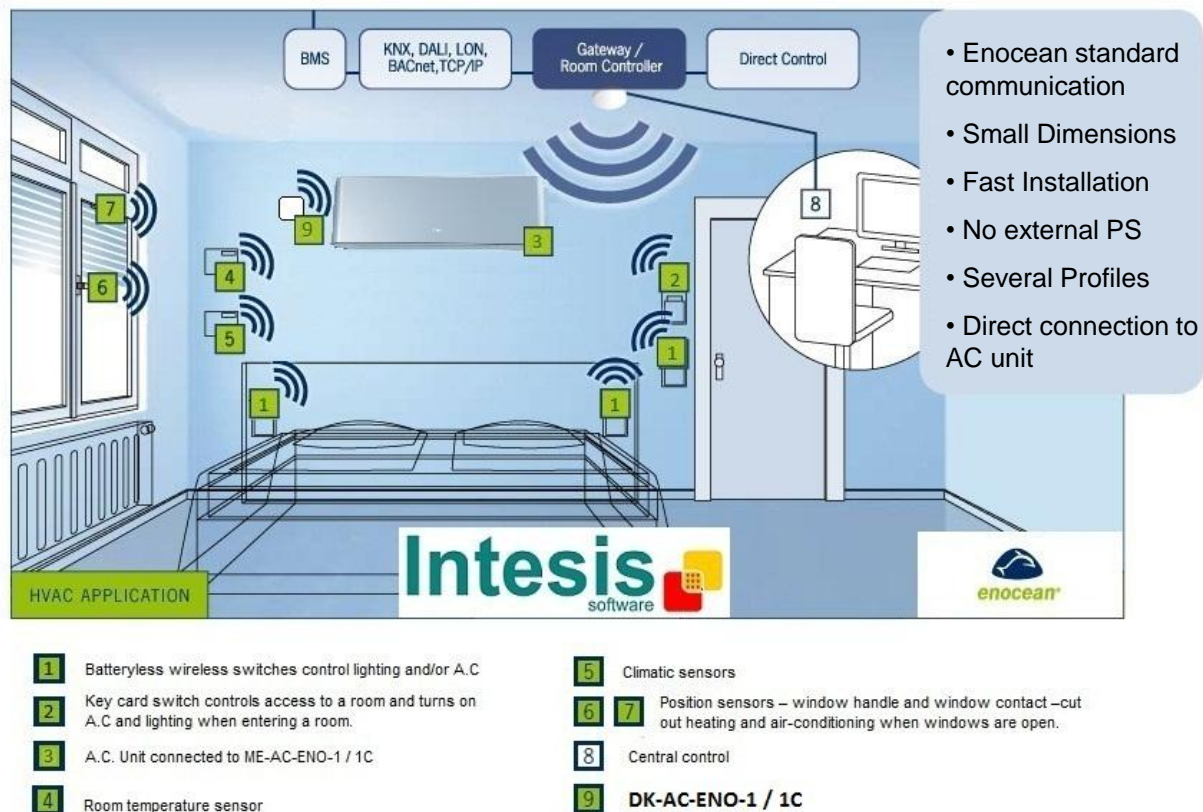 BMS
KNX, DALI, LON,
BACnet,TCP/IP
Gateway /
Room Controller
Direct Control
• Enocean standard
communication
• Small Dimensions
• Fast Installation
• No external PS
• Several Profiles
• Direct connection to
AC unit
7
6
9
4
5
3
8
2
1
1
1
HVAC APPLICATION
Intesis
software
enocean®
1 Batteryless wireless switches control lighting and/or A.C
2 Key card switch controls access to a room and turns on
A.C and lighting when entering a room.
3 A.C. Unit connected to ME-AC-ENO-1 / 1C
4 Room temperature sensor
5 Climatic sensors
6 7 Position sensors – window handle and window contact –cut
out heating and air-conditioning when windows are open.
8 Central control
9 DK-AC-ENO-1 / 1C